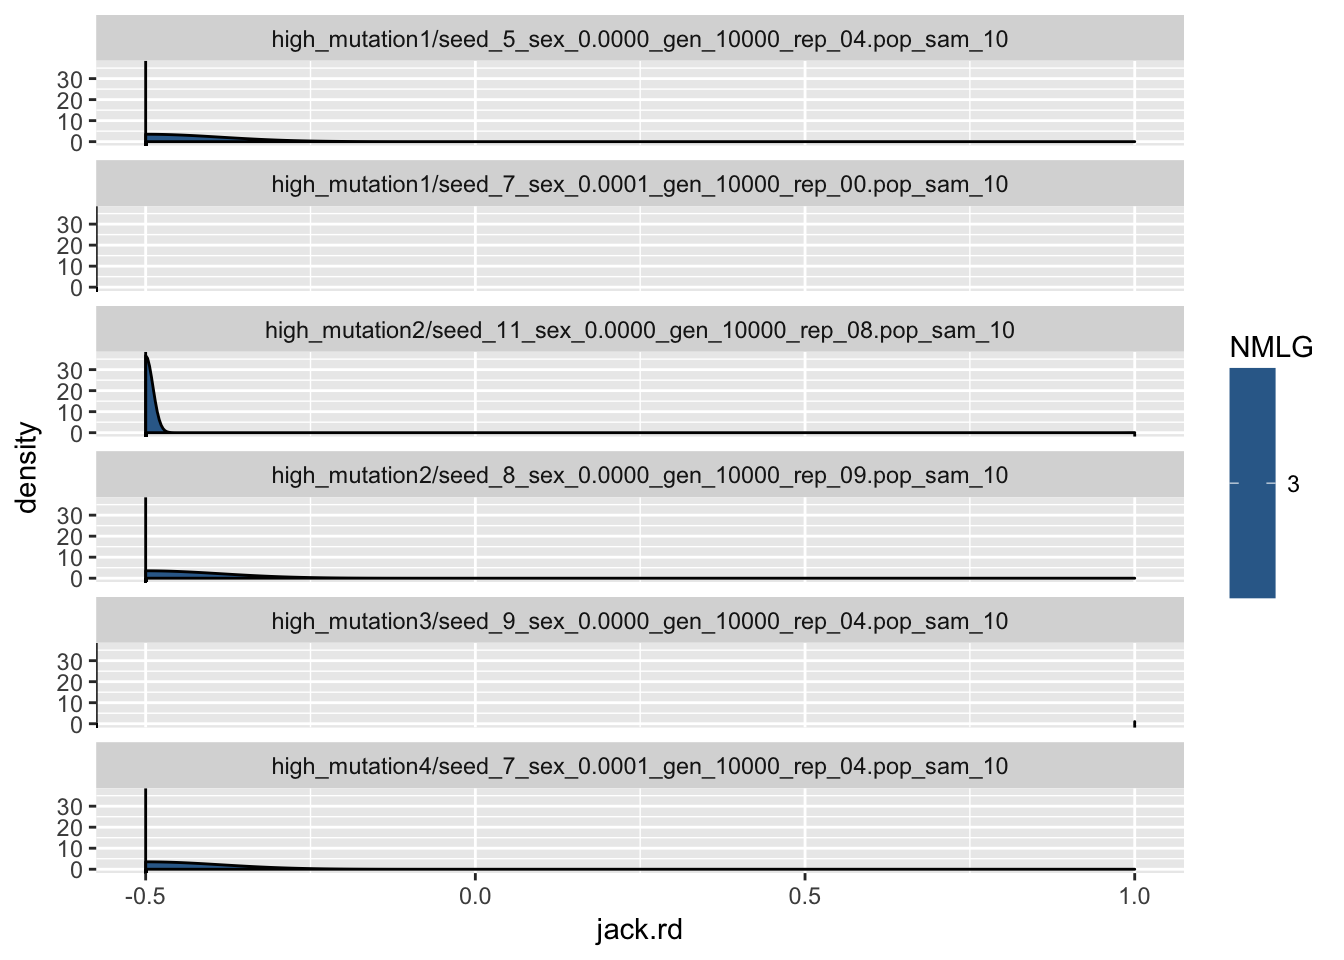 high_mutation1/seed_5_sex_0.0000_gen_10000_rep_04.pop_sam_10
30
20
10
0
high_mutation1/seed_7_sex_0.0001_gen_10000_rep_00.pop_sam_10
30
20
10
0
high_mutation2/seed_11_sex_0.0000_gen_10000_rep_08.pop_sam_10
30
20
10
0
high_mutation2/seed_8_sex_0.0000_gen_10000_rep_09.pop_sam_10
30
20
10
0
high_mutation3/seed_9_sex_0.0000_gen_10000_rep_04.pop_sam_10
30
20
10
0
high_mutation4/seed_7_sex_0.0001_gen_10000_rep_04.pop_sam_10
30
20
10
0
-0.5 0.0 0.5 1.0
jack.rd
density
NMLG
3